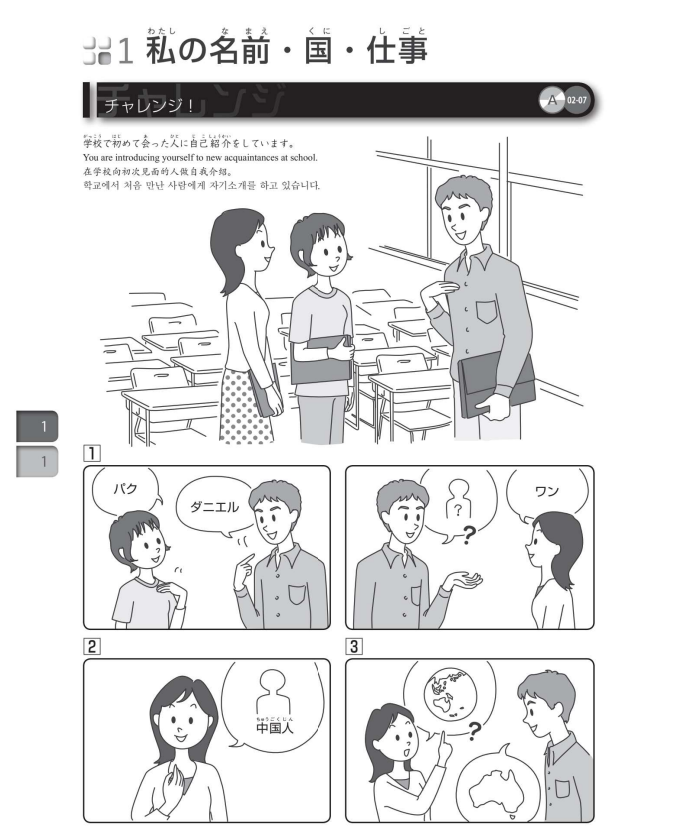 1 私の名前・国・仕事
チャレンジ！
A 02-07
学校で初めて会った人に自己紹介をしています。
You are introducing yourself to new acquaintances at school.
在学校向初次见面的人做自我介绍。
학교에서 처음 만난 사람에게 자기소개를 하고 있습니다.
1
1
1
パク
ダニエル
?
?
ワン
2
中国人
3
?